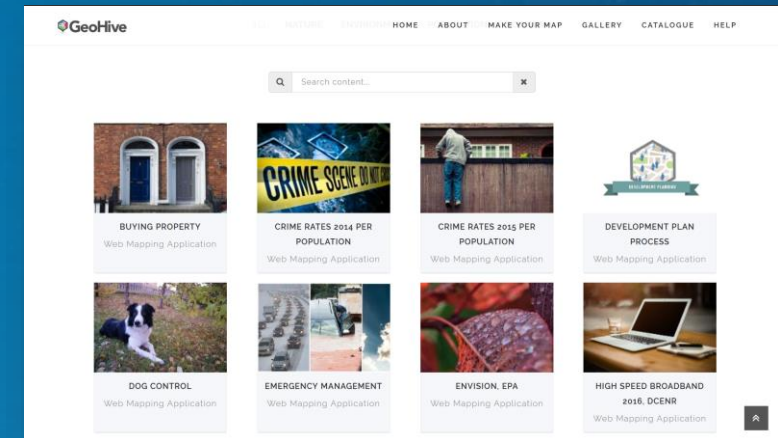 GeoHive
HOME ABOUT MAKE YOUR MAP GALLERY CATALOGUE HELP
Search content...
CRIME SCENE DO NOT
DEVELOPMENT PLANNING
BUYING PROPERTY
Web Mapping Application
CRIME RATES 2014 PER
POPULATION
Web Mapping Application
CRIME RATES 2015 PER
POPULATION
Web Mapping Application
DEVELOPMENT PLAN
PROCESS
Web Mapping Application
DOG CONTROL
Web Mapping Application
EMERGENCY MANAGEMENT
Web Mapping Application
ENVISION, EPA
Web Mapping Application
HIGH SPEED BROADBAND
2016, DCENR
Web Mapping Application